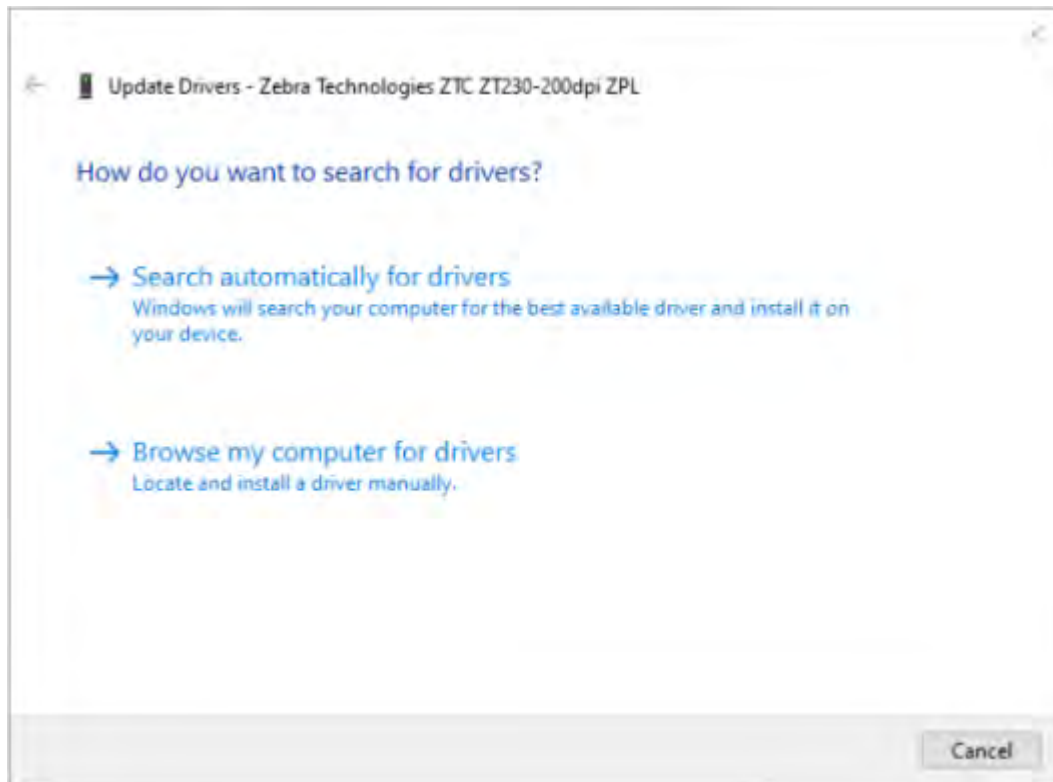 Update Drivers - Zebra Technologies ZTC ZT230-200dpi ZPL
How do you want to search for drivers?
Search automatically for drivers
Windows will search your computer for the best available driver and install it on
your device.
Browse my computer for drivers
Locate and install a driver manually.
Cancel